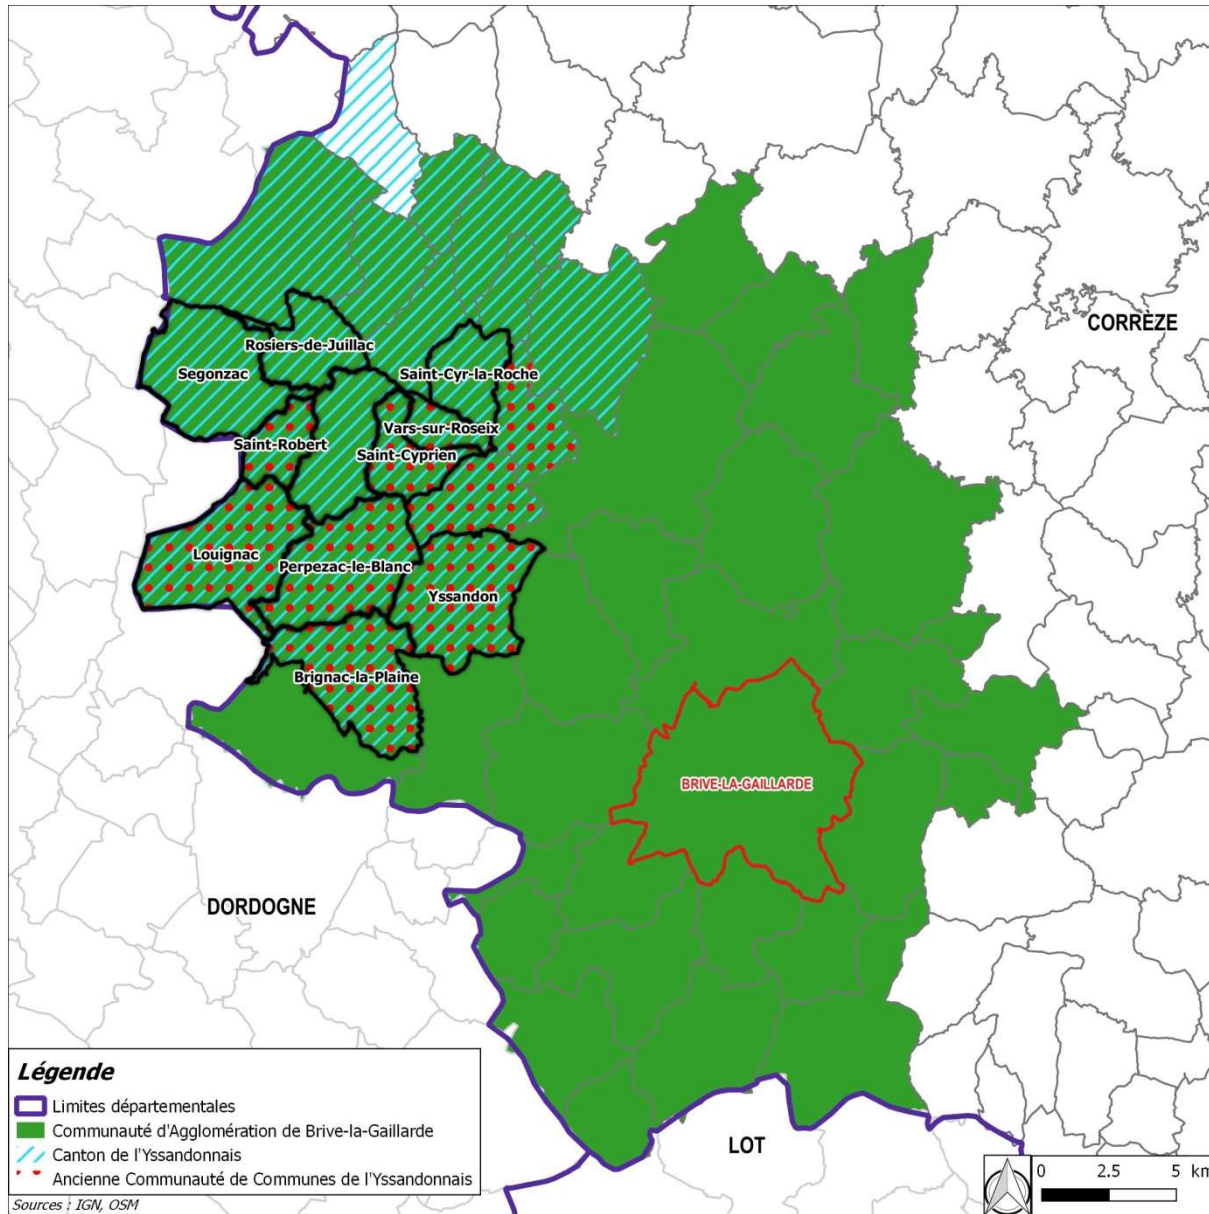 CORRÈZE
Rosiers-de-Juillac
Segonzac
Saint-Cyr-la-Roche
Vars-sur-Roseix
Saint-Robert
Saint-Cyprien
Louignac
Perpezac-le-Blanc
Yssandon
Brignac-la-Plaine
BRIVE-LA-GAILLARDE
DORDOGNE
LOT
Légende
Limites départementales
Communauté d'Agglomération de Brive-la-Gaillarde
Canton de l'Yssandonnais
Ancienne Communauté de Communes de l'Yssandonnais
0 2.5 5 km
Sources : IGN, OSM